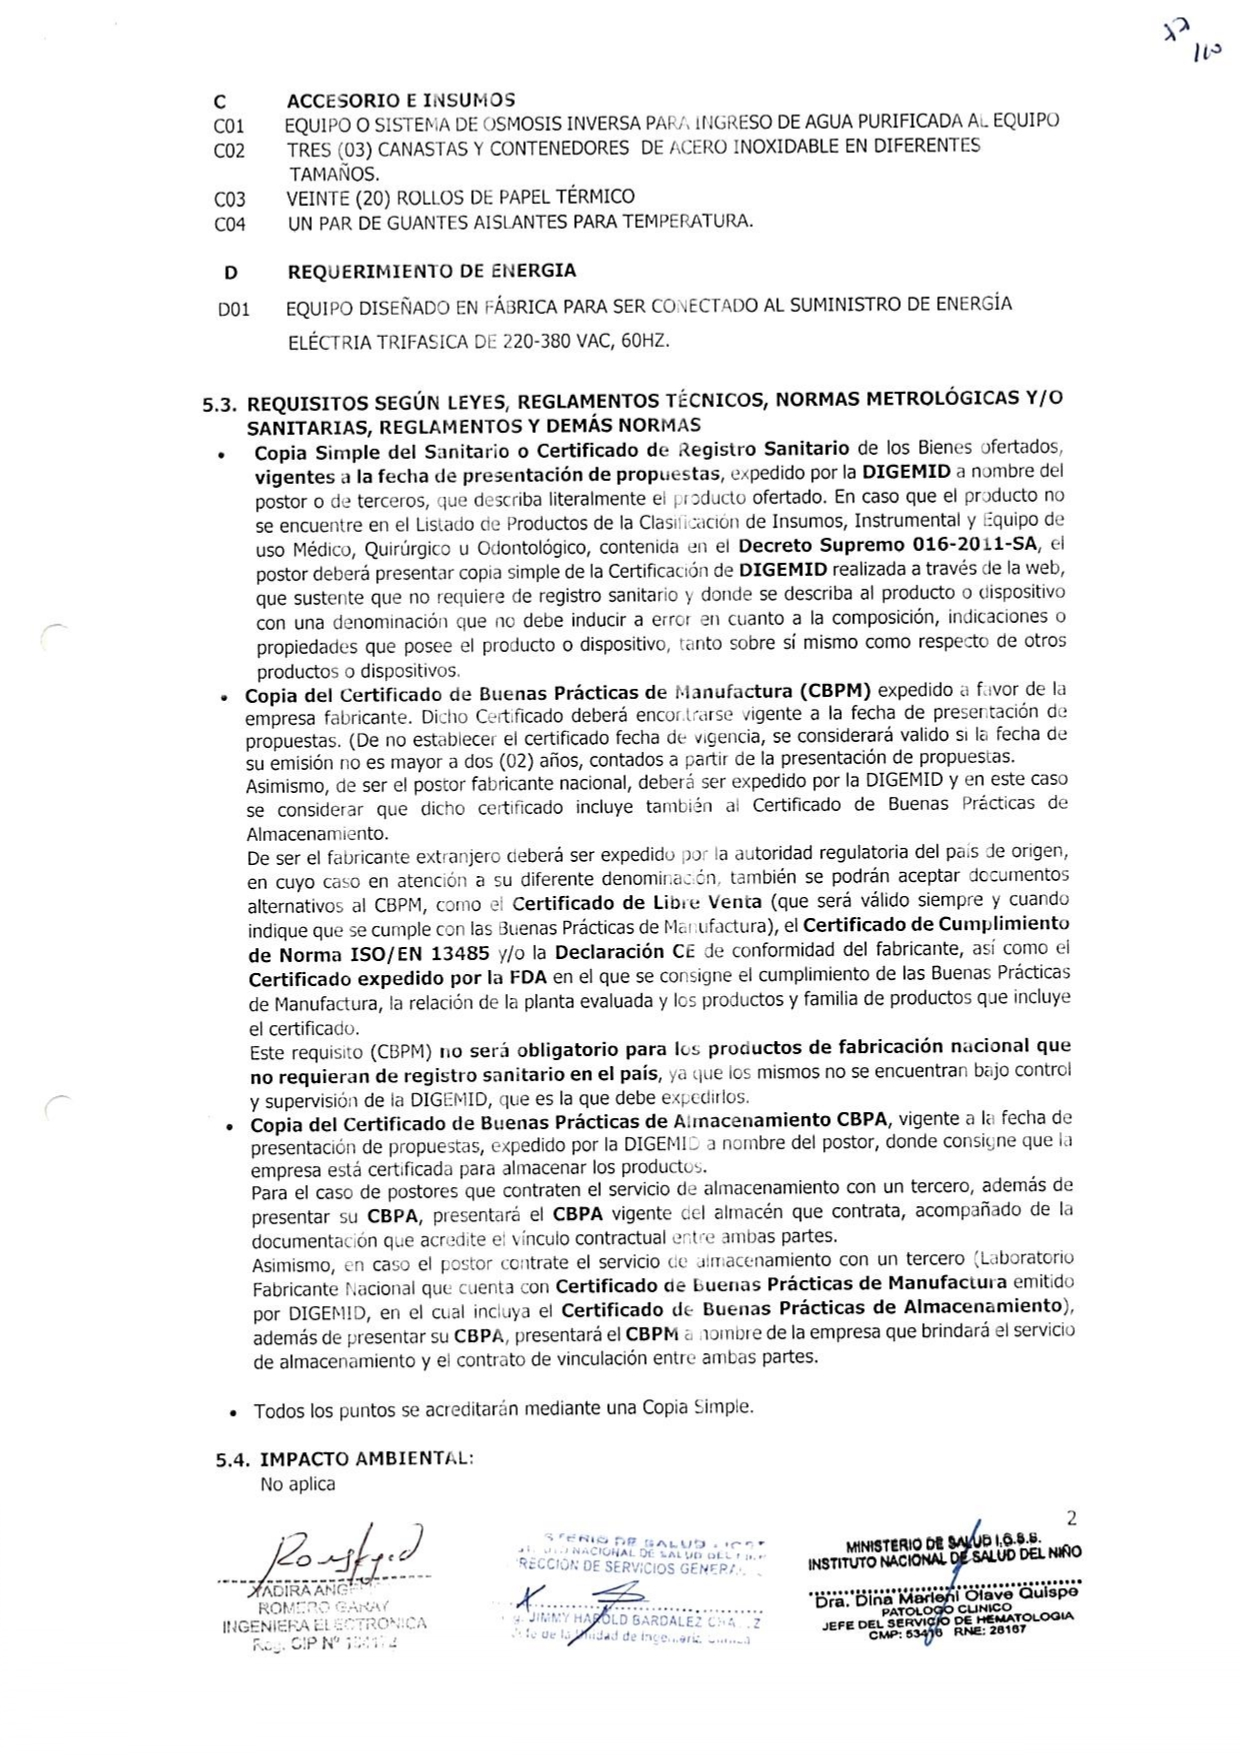 110
C ACCESORIO E INSUMOS
C01 EQUIPO O SISTEMA DE OSMOSIS INVERSA PARA INGRESO DE AGUA PURIFICADA AL EQUIPO
C02 TRES (03) CANASTAS Y CONTENEDORES DE ACERO INOXIDABLE EN DIFERENTES
TAMAÑOS.
C03 VEINTE (20) ROLLOS DE PAPEL TÉRMICO
C04 UN PAR DE GUANTES AISLANTES PARA TEMPERATURA.
D REQUERIMIENTO DE ENERGIA
D01 EQUIPO DISEÑADO EN FÁBRICA PARA SER CONECTADO AL SUMINISTRO DE ENERGÍA
ELÉCTRIA TRIFASICA DE 220-380 VAC, 60HZ.
5.3. REQUISITOS SEGÚN LEYES, REGLAMENTOS TÉCNICOS, NORMAS METROLÓGICAS Y/O
SANITARIAS, REGLAMENTOS Y DEMÁS NORMAS
• Copia Simple del Sanitario o Certificado de Registro Sanitario de los Bienes ofertados,
vigentes a la fecha de presentación de propuestas, expedido por la DIGEMID a nombre del
postor o de terceros, que describa literalmente el producto ofertado. En caso que el producto no
se encuentre en el Listado de Productos de la Clasificación de Insumos, Instrumental y Equipo de
uso Médico, Quirúrgico u Odontológico, contenida en el Decreto Supremo 016-2011-SA, el
postor deberá presentar copia simple de la Certificación de DIGEMID realizada a través de la web,
que sustente que no requiere de registro sanitario y donde se describa al producto o dispositivo
con una denominación que no debe inducir a error en cuanto a la composición, indicaciones o
propiedades que posee el producto o dispositivo, tanto sobre sí mismo como respecto de otros
productos o dispositivos.
• Copia del Certificado de Buenas Prácticas de Manufactura (CBPM) expedido a favor de la
empresa fabricante. Dicho Certificado deberá encontrarse vigente a la fecha de presentación de
propuestas. (De no establecer el certificado fecha de vigencia, se considerará valido si la fecha de
su emisión no es mayor a dos (02) años, contados a partir de la presentación de propuestas.
Asimismo, de ser el postor fabricante nacional, deberá ser expedido por la DIGEMID y en este caso
se considerar que dicho certificado incluye también al Certificado de Buenas Prácticas de
Almacenamiento.
De ser el fabricante extranjero deberá ser expedido por la autoridad regulatoria del país de origen,
en cuyo caso en atención a su diferente denominación, también se podrán aceptar documentos
alternativos al CBPM, como el Certificado de Libre Venta (que será válido siempre y cuando
indique que se cumple con las Buenas Prácticas de Manufactura), el Certificado de Cumplimiento
de Norma ISO/EN 13485 y/o la Declaración CE de conformidad del fabricante, así como el
Certificado expedido por la FDA en el que se consigne el cumplimiento de las Buenas Prácticas
de Manufactura, la relación de la planta evaluada y los productos y familia de productos que incluye
el certificado.
Este requisito (CBPM) no será obligatorio para los productos de fabricación nacional que
no requieran de registro sanitario en el país, ya que los mismos no se encuentran bajo control
y supervisión de la DIGEMID, que es la que debe expedirlos.
• Copia del Certificado de Buenas Prácticas de Almacenamiento CBPA, vigente a la fecha de
presentación de propuestas, expedido por la DIGEMID a nombre del postor, donde consigne que la
empresa está certificada para almacenar los productos.
Para el caso de postores que contraten el servicio de almacenamiento con un tercero, además de
presentar su CBPA, presentará el CBPA vigente del almacén que contrata, acompañado de la
documentación que acredite el vínculo contractual entre ambas partes.
Asimismo, en caso el postor contrate el servicio de almacenamiento con un tercero (Laboratorio
Fabricante Nacional que cuenta con Certificado de Buenas Prácticas de Manufactura emitido
por DIGEMID, en el cual incluya el Certificado de Buenas Prácticas de Almacenamiento),
además de presentar su CBPA, presentará el CBPM a nombre de la empresa que brindará el servicio
de almacenamiento y el contrato de vinculación entre ambas partes.
• Todos los puntos se acreditarán mediante una Copia Simple.
5.4. IMPACTO AMBIENTAL:
No aplica
2
YADIRA
ROMERO GARAY
INGENIERA ELECTRONICA
Reg. CIP Nº
DE SALUD
NACIONAL DE SALUD DEL
RECCIÓN DE SERVICIOS GENERA
JIMMY HAROLD BARDALEZ
de la Unidad de Ingeniería Clínica
MINISTERIO DE SALUD I.G.S.S.
INSTITUTO NACIONAL DE SALUD DEL NIÑO
Dra. Dina Marleni Olave Quispe
PATOLOGO CLINICO
JEFE DEL SERVICIO DE HEMATOLOGIA
CMP: 53416 RNE: 28167